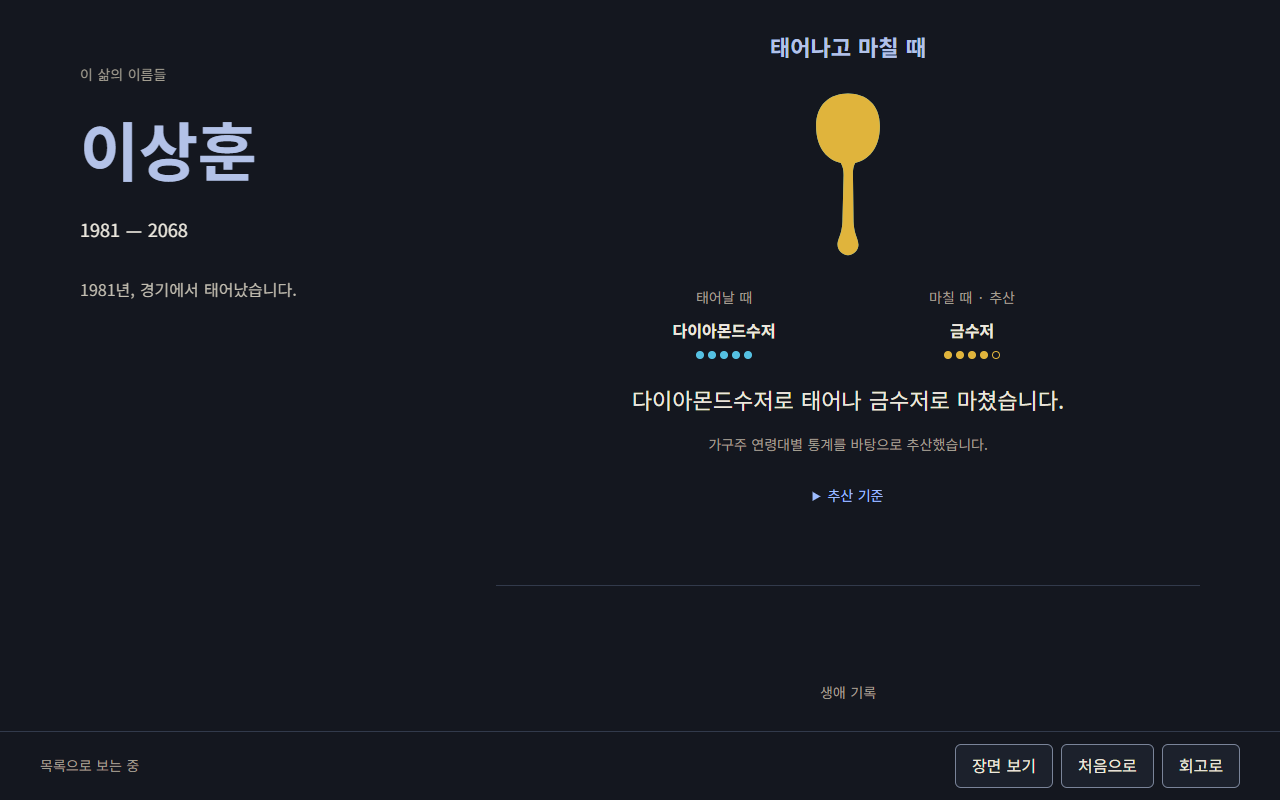 이 삶의 이름들
이상훈
1981 — 2068
1981년, 경기에서 태어났습니다.
태어나고 마칠 때
태어날 때
다이아몬드수저
마칠 때 · 추산
금수저
다이아몬드수저로 태어나 금수저로 마쳤습니다.
가구주 연령대별 통계를 바탕으로 추산했습니다.
▶ 추산 기준
생애 기록
목록으로 보는 중
장면 보기
처음으로
회고로